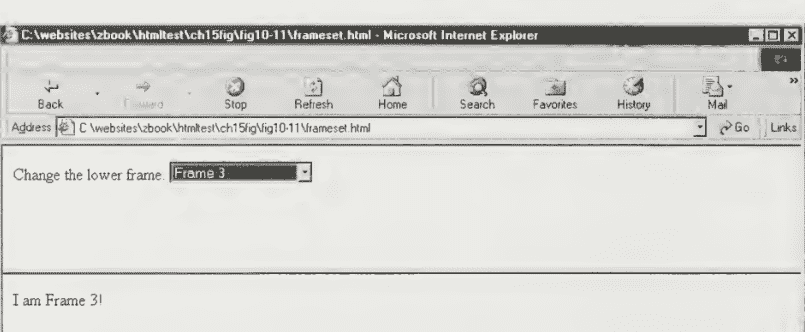 C:\websites\zbook\htmltest\ch15fig\fig10-11\frameset.html - Microsoft Internet Explorer
Back Forward Stop Refresh Home Search Favorites History Mail »
Address C:\websites\zbook\htmltest\ch15fig\fig10-11\frameset.html Go Links
Change the lower frame. Frame 3
I am Frame 3!